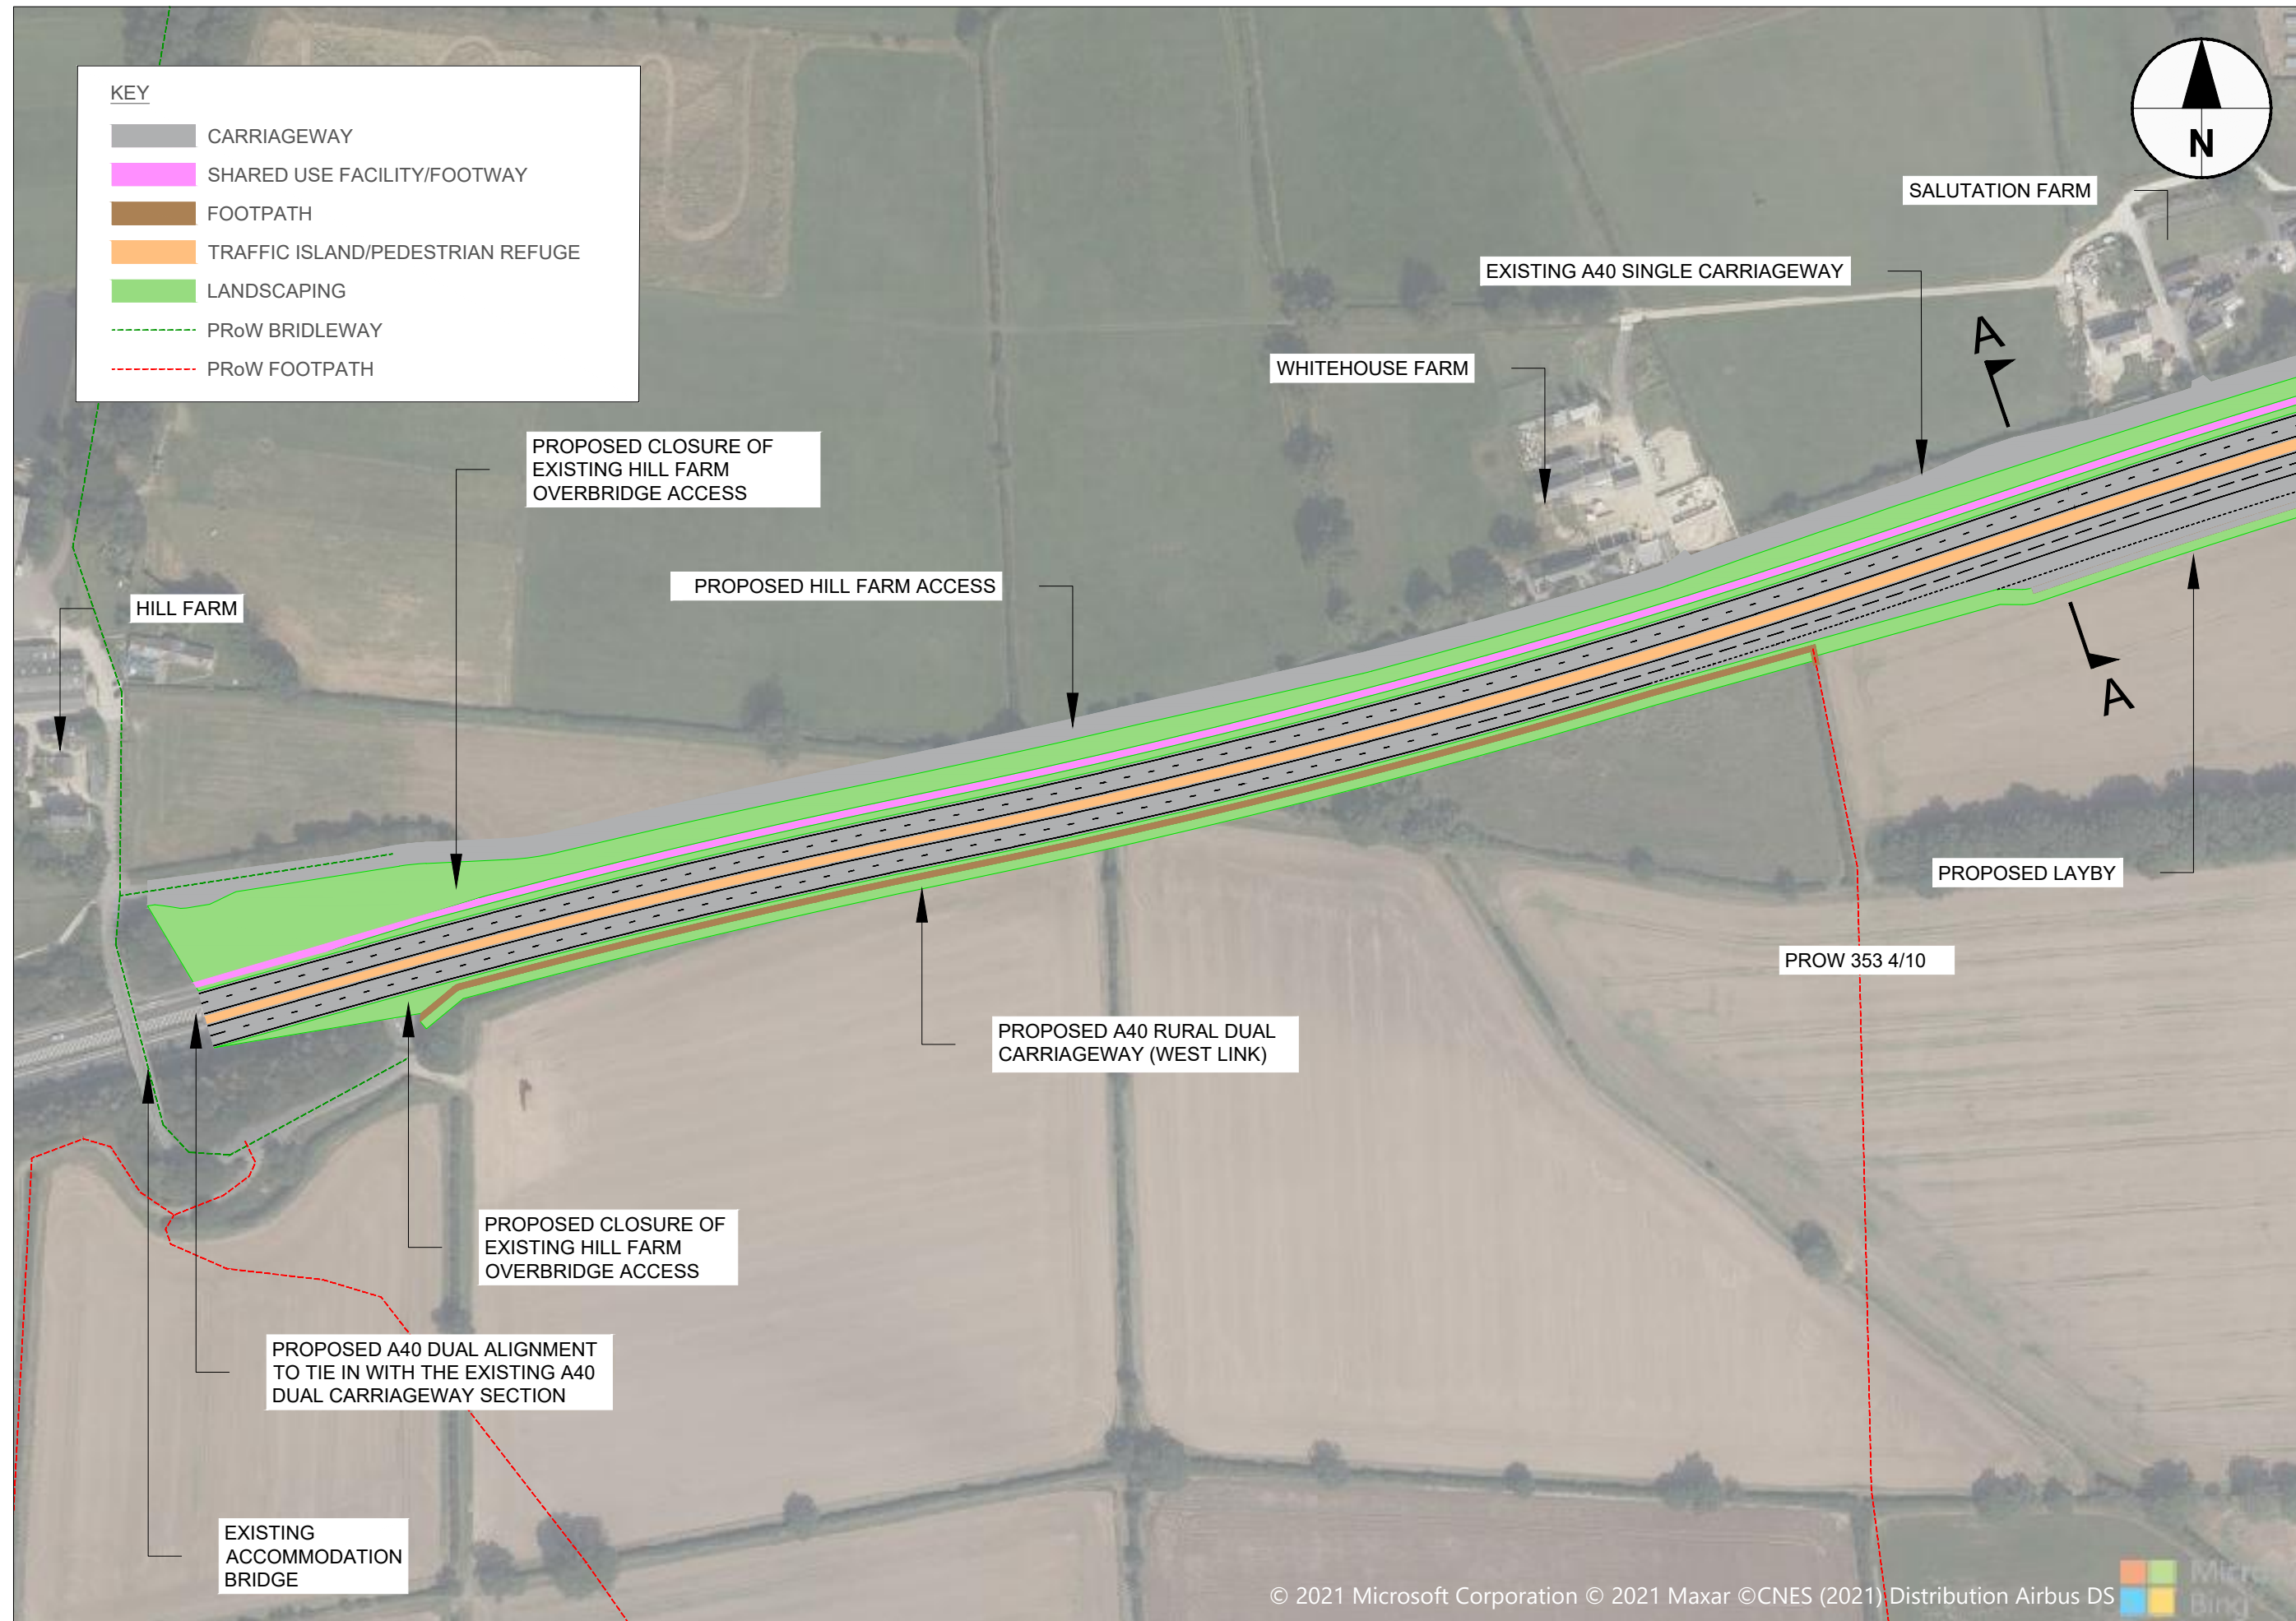 KEY
CARRIAGEWAY
SHARED USE FACILITY/FOOTWAY
FOOTPATH
TRAFFIC ISLAND/PEDESTRIAN REFUGE
LANDSCAPING
PRoW BRIDLEWAY
PRoW FOOTPATH
N
SALUTATION FARM
EXISTING A40 SINGLE CARRIAGEWAY
A
WHITEHOUSE FARM
PROPOSED CLOSURE OF
EXISTING HILL FARM
OVERBRIDGE ACCESS
PROPOSED HILL FARM ACCESS
HILL FARM
A
PROPOSED LAYBY
PROW 353 4/10
PROPOSED A40 RURAL DUAL
CARRIAGEWAY (WEST LINK)
PROPOSED CLOSURE OF
EXISTING HILL FARM
OVERBRIDGE ACCESS
PROPOSED A40 DUAL ALIGNMENT
TO TIE IN WITH THE EXISTING A40
DUAL CARRIAGEWAY SECTION
EXISTING
ACCOMMODATION
BRIDGE
© 2021 Microsoft Corporation © 2021 Maxar ©CNES (2021) Distribution Airbus DS
Micro
Bing